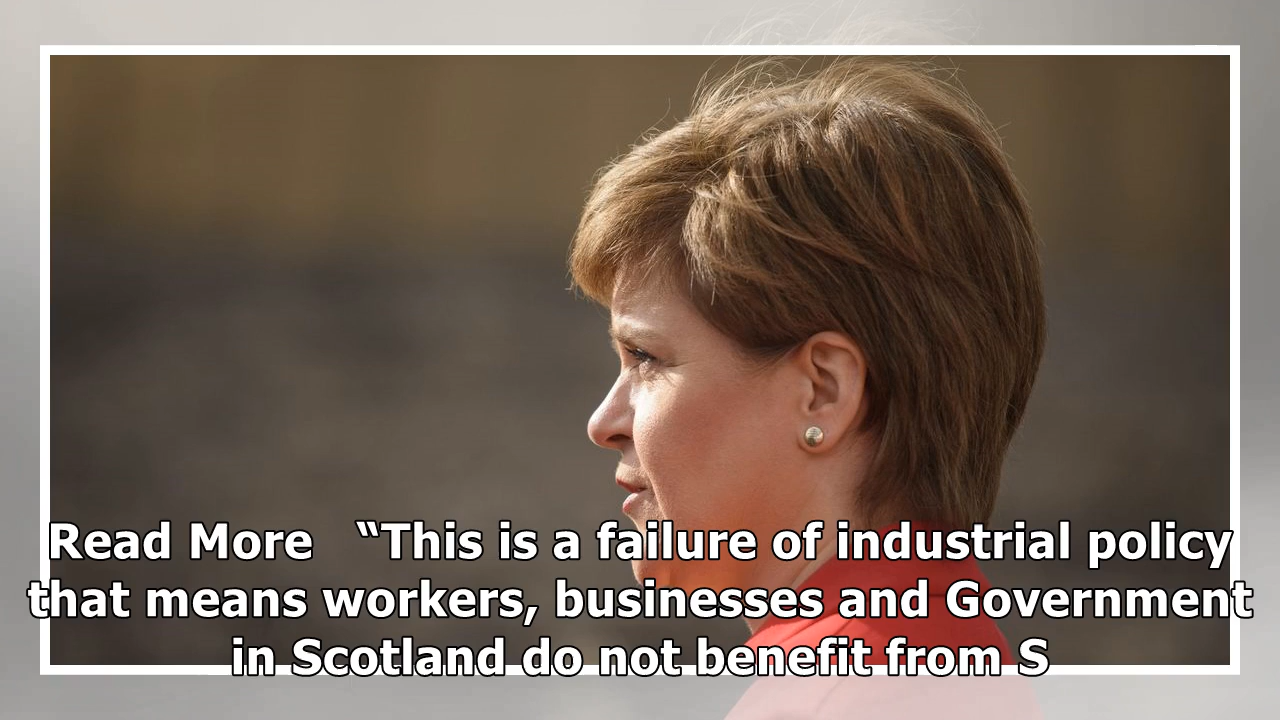 Read More “This is a failure of industrial policy
that means workers, businesses and Government
in Scotland do not benefit from S